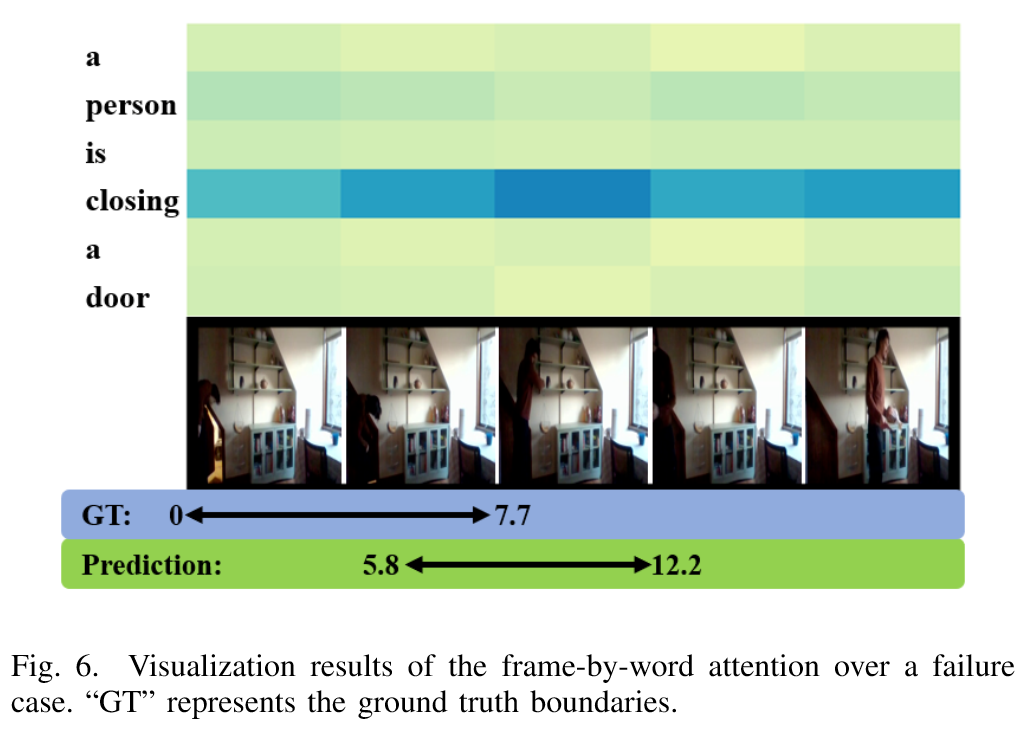 a
person
is
closing
a
door
GT: 0 7.7
Prediction: 5.8 12.2
Fig. 6. Visualization results of the frame-by-word attention over a failure
case. “GT” represents the ground truth boundaries.